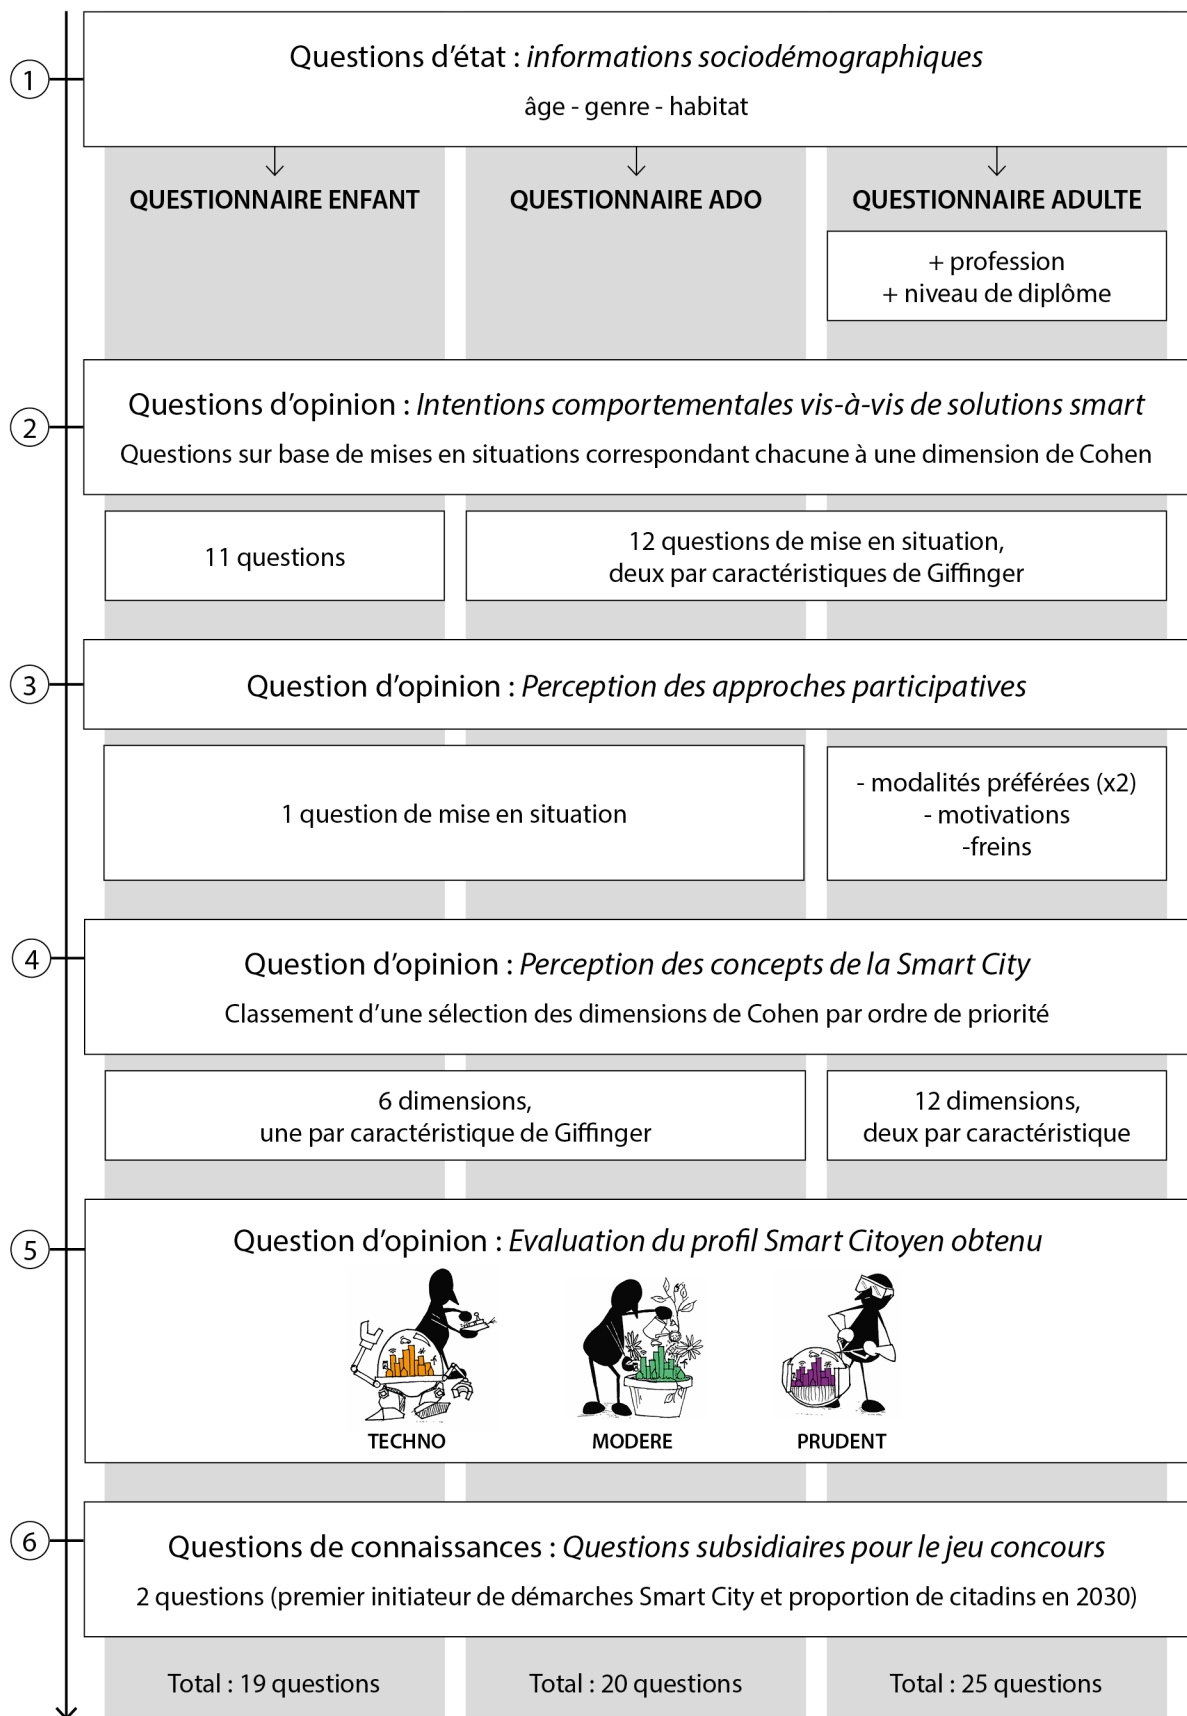 1
Questions d'état : informations sociodémographiques
âge - genre - habitat
QUESTIONNAIRE ENFANT
QUESTIONNAIRE ADO
QUESTIONNAIRE ADULTE
+ profession
+ niveau de diplôme
2
Questions d'opinion : Intentions comportementales vis-à-vis de solutions smart
Questions sur base de mises en situations correspondant chacune à une dimension de Cohen
11 questions
12 questions de mise en situation,
deux par caractéristiques de Giffinger
3
Question d'opinion : Perception des approches participatives
1 question de mise en situation
- modalités préférées (x2)
- motivations
-freins
4
Question d'opinion : Perception des concepts de la Smart City
Classement d'une sélection des dimensions de Cohen par ordre de priorité
6 dimensions,
une par caractéristique de Giffinger
12 dimensions,
deux par caractéristique
5
Question d'opinion : Evaluation du profil Smart Citoyen obtenu
TECHNO
MODERE
PRUDENT
6
Questions de connaissances : Questions subsidiaires pour le jeu concours
2 questions (premier initiateur de démarches Smart City et proportion de citadins en 2030)
Total : 19 questions
Total : 20 questions
Total : 25 questions